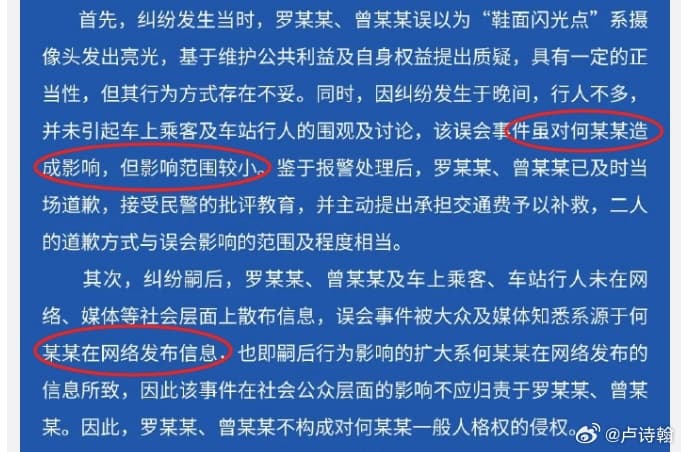 首先，纠纷发生当时，罗某某、曾某某误以为“鞋面闪光点”系摄
像头发出亮光，基于维护公共利益及自身权益提出质疑，具有一定的正
当性，但其行为方式存在不妥。同时，因纠纷发生于晚间，行人不多，
并未引起车上乘客及车站行人的围观及讨论，该误会事件虽对何某某造
成影响，但影响范围较小。鉴于报警处理后，罗某某、曾某某已及时当
场道歉，接受民警的批评教育，并主动提出承担交通费予以补救，二人
的道歉方式与误会影响的范围及程度相当。
其次，纠纷嗣后，罗某某、曾某某及车上乘客、车站行人未在网
络、媒体等社会层面上散布信息，误会事件被大众及媒体知悉系源于何
某某在网络发布信息，也即嗣后行为影响的扩大系何某某在网络发布的
信息所致，因此该事件在社会公众层面的影响不应归责于罗某某、曾某
某。因此，罗某某、曾某某不构成对何某某一般人格权的侵权。
@卢诗翰